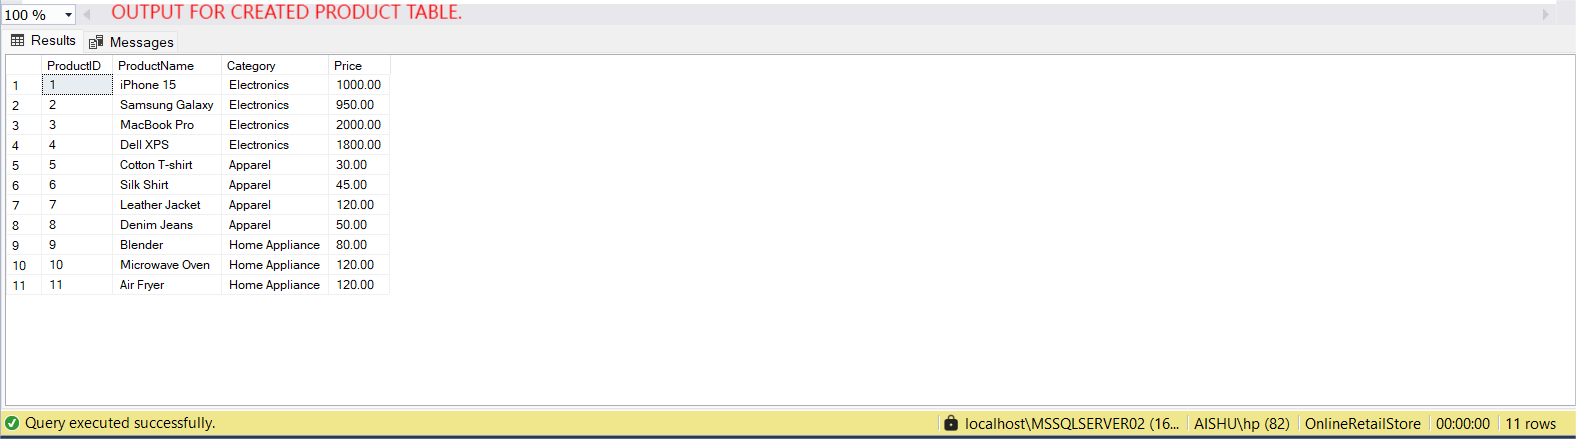 100 % OUTPUT FOR CREATED PRODUCT TABLE.
Results Messages
ProductID ProductName Category Price
1 1 iPhone 15 Electronics 1000.00
2 2 Samsung Galaxy Electronics 950.00
3 3 MacBook Pro Electronics 2000.00
4 4 Dell XPS Electronics 1800.00
5 5 Cotton T-shirt Apparel 30.00
6 6 Silk Shirt Apparel 45.00
7 7 Leather Jacket Apparel 120.00
8 8 Denim Jeans Apparel 50.00
9 9 Blender Home Appliance 80.00
10 10 Microwave Oven Home Appliance 120.00
11 11 Air Fryer Home Appliance 120.00
Query executed successfully. localhost\MSSQLSERVER02 (16... AISHU\hp (82) OnlineRetailStore 00:00:00 11 rows